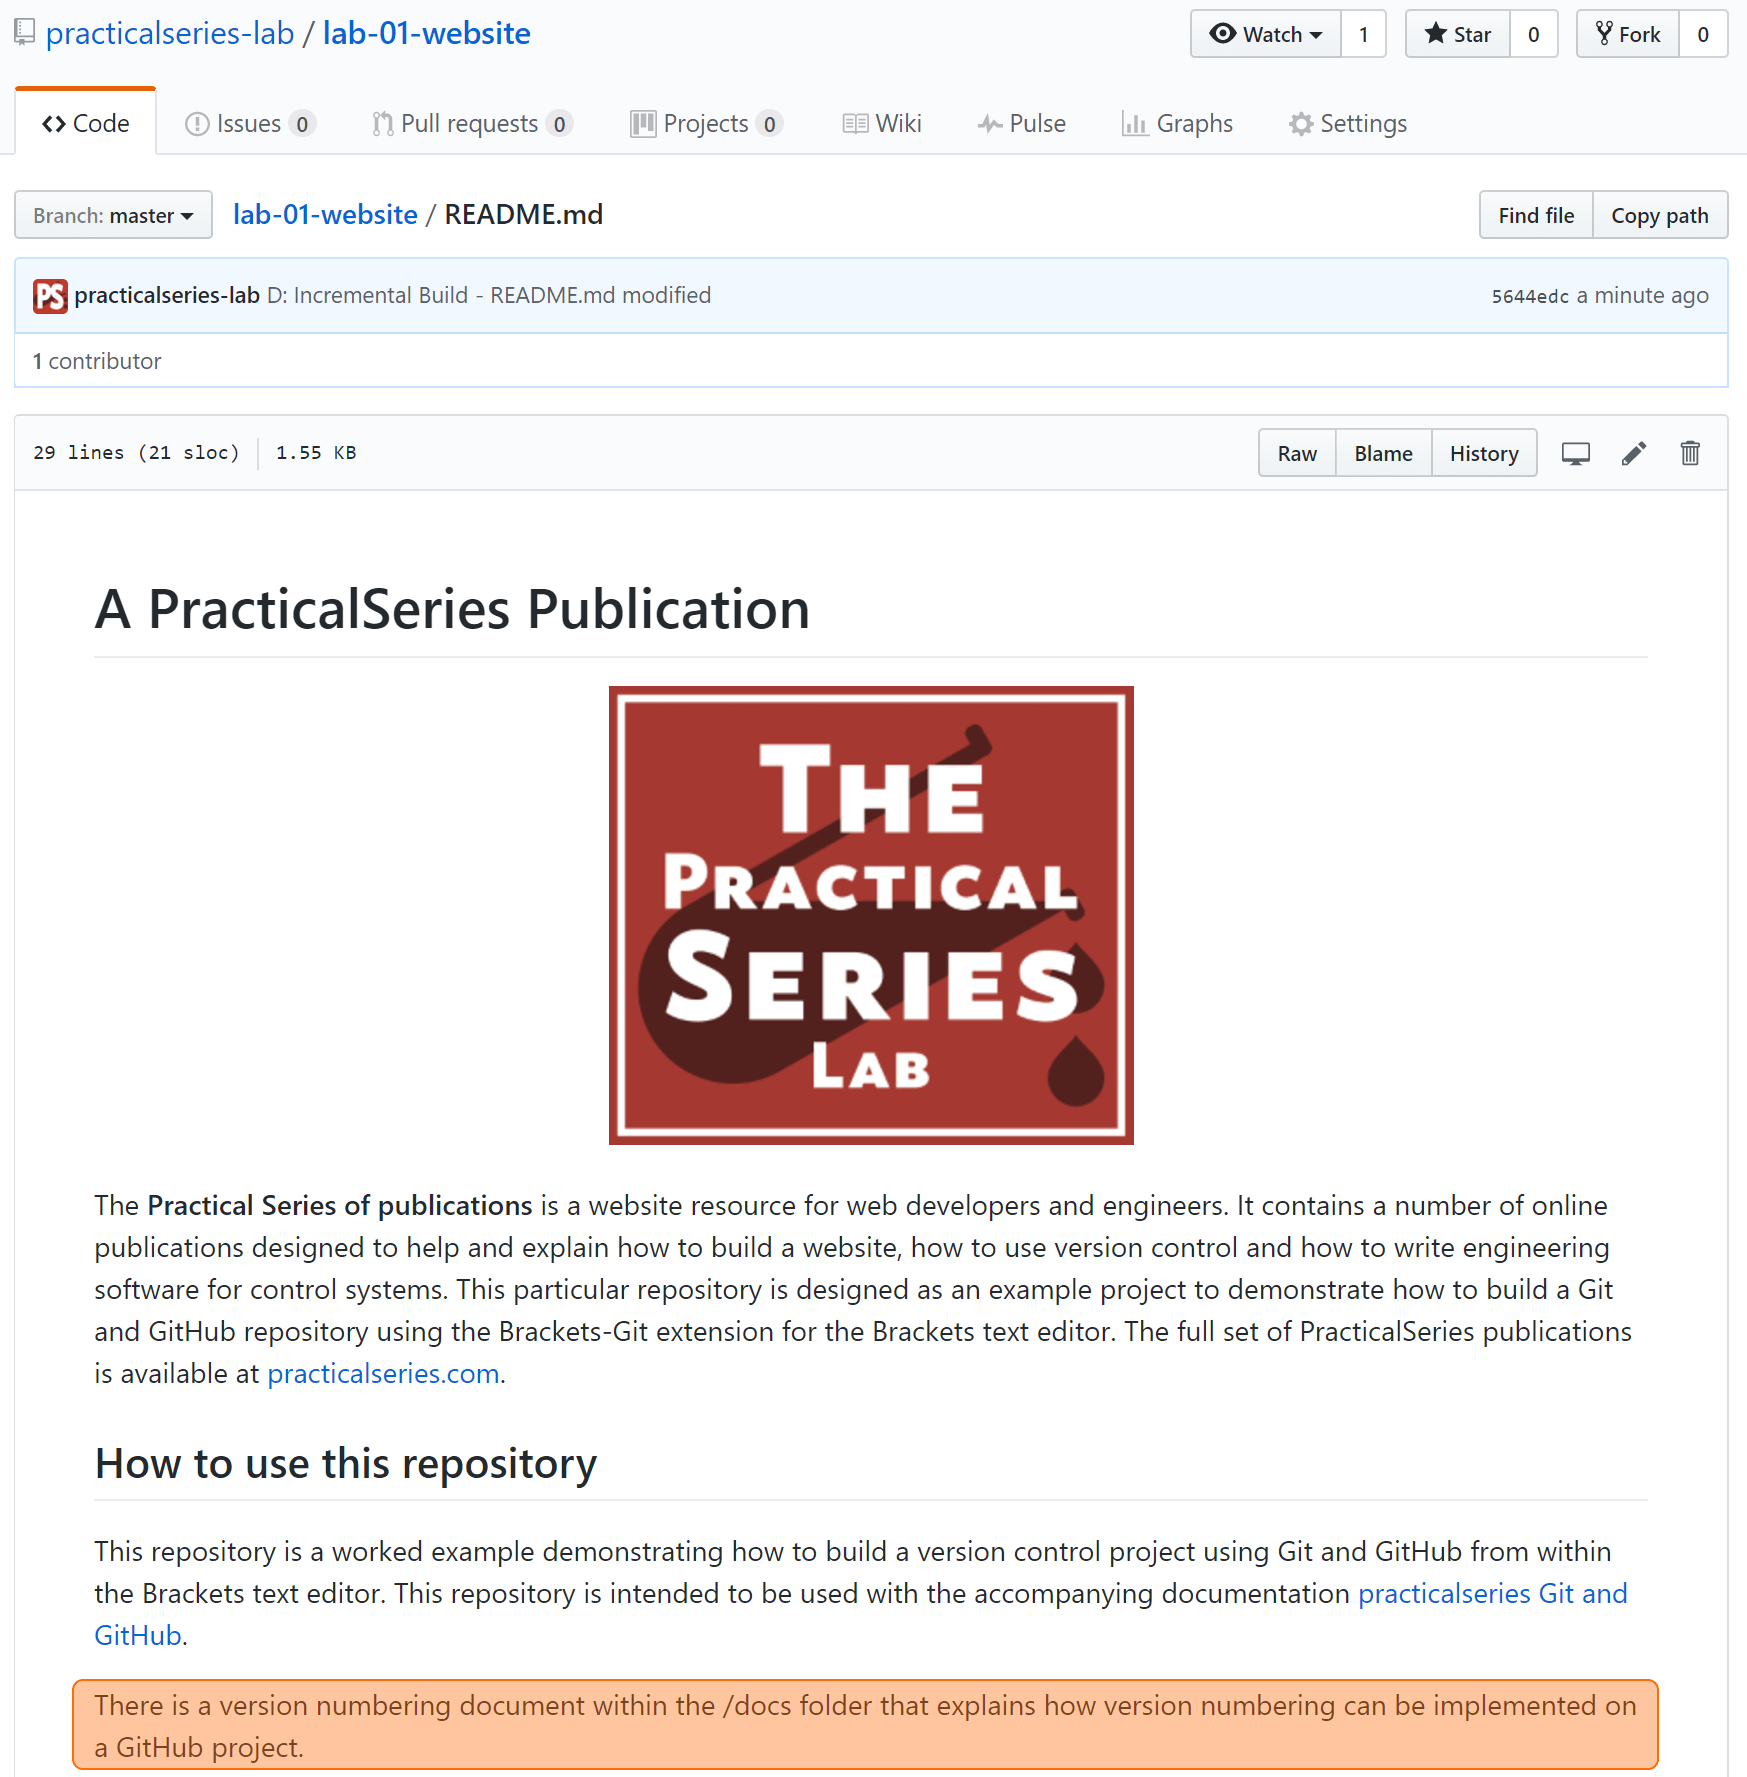 practicalseries-lab / lab-01-website
Watch 1 Star 0 Fork 0
Code Issues 0 Pull requests 0 Projects 0 Wiki Pulse Graphs Settings
Branch: master lab-01-website / README.md Find file Copy path
PS practicalseries-lab D: Incremental Build - README.md modified 5644edc a minute ago
1 contributor
29 lines (21 sloc) 1.55 KB Raw Blame History
A PracticalSeries Publication
THE
PRACTICAL
SERIES
LAB
The Practical Series of publications is a website resource for web developers and engineers. It contains a number of online
publications designed to help and explain how to build a website, how to use version control and how to write engineering
software for control systems. This particular repository is designed as an example project to demonstrate how to build a Git
and GitHub repository using the Brackets-Git extension for the Brackets text editor. The full set of PracticalSeries publications
is available at practicalseries.com.
How to use this repository
This repository is a worked example demonstrating how to build a version control project using Git and GitHub from within
the Brackets text editor. This repository is intended to be used with the accompanying documentation practicalseries Git and
GitHub.
There is a version numbering document within the /docs folder that explains how version numbering can be implemented on
a GitHub project.